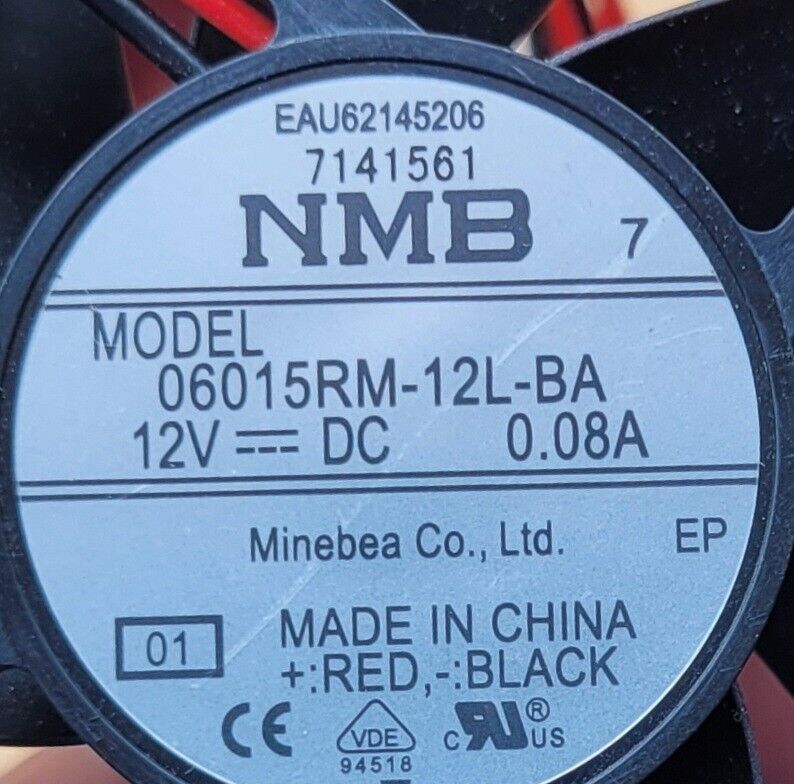 EAU62145206
7141561
NMB 7
MODEL
06015RM-12L-BA
12V ⎓ DC 0.08A
Minebea Co., Ltd. EP
01 MADE IN CHINA
+:RED,-:BLACK
CE VDE c RU ® US
94518